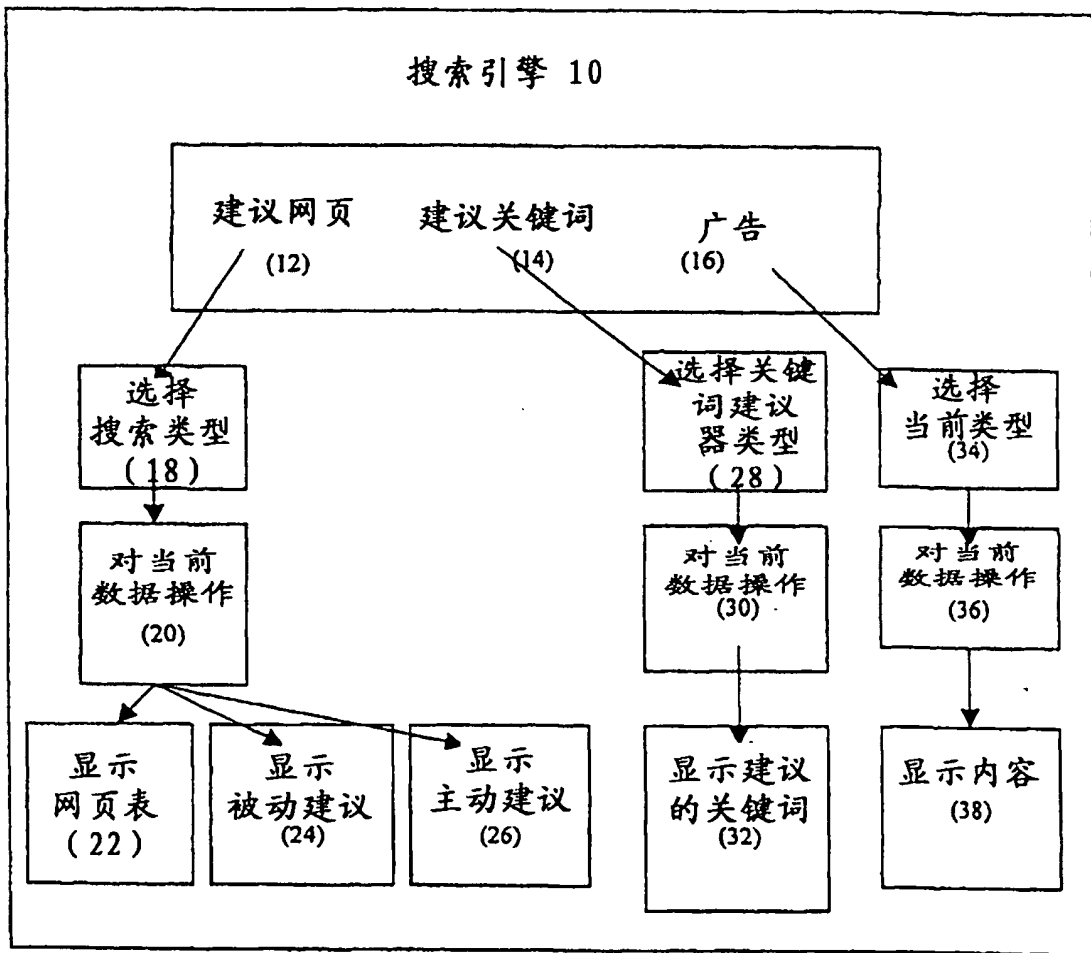 搜索引擎 10
建议网页
(12)
建议关键词
(14)
广告
(16)
选择
搜索类型
(18)
选择关键
词建议
器类型
(28)
选择
当前类型
(34)
对当前
数据操作
(20)
对当前
数据操作
(30)
对当前
数据操作
(36)
显示
网页表
(22)
显示
被动建议
(24)
显示
主动建议
(26)
显示建议
的关键词
(32)
显示内容
(38)